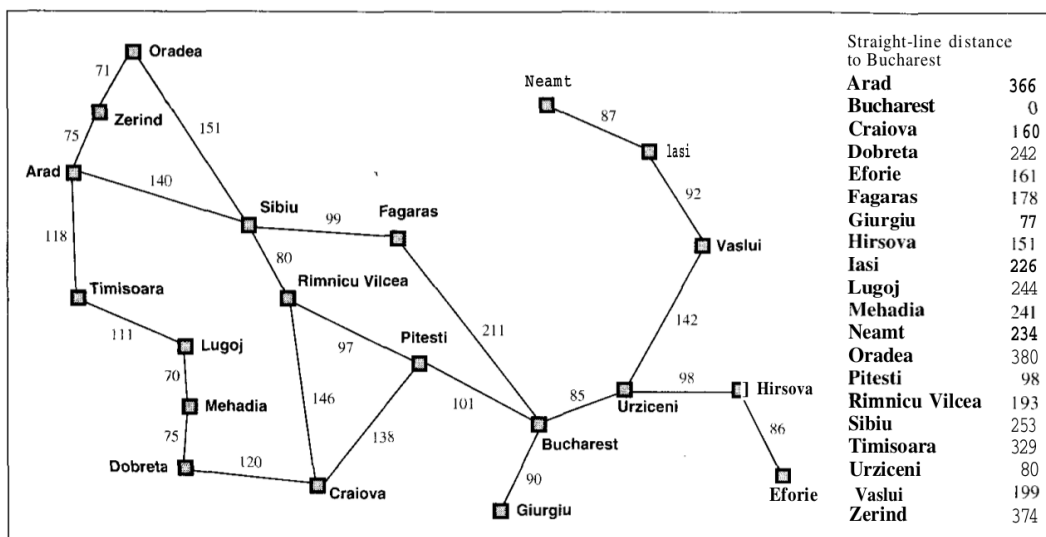 Oradea
71
Zerind
75
151
Arad
140
118
Sibiu
99
Fagaras
80
Rimnicu Vilcea
Timisoara
111
Lugoj
70
Mehadia
75
Dobreta
120
146
97
Pitesti
211
138
101
Craiova
Neamt
87
Iasi
92
Vaslui
142
85
98
Urziceni
Hirsova
86
Bucharest
90
Giurgiu
Eforie
Straight-line distance
to Bucharest
Arad 366
Bucharest 0
Craiova 160
Dobreta 242
Eforie 161
Fagaras 178
Giurgiu 77
Hirsova 151
Iasi 226
Lugoj 244
Mehadia 241
Neamt 234
Oradea 380
Pitesti 98
Rimnicu Vilcea 193
Sibiu 253
Timisoara 329
Urziceni 80
Vaslui 199
Zerind 374